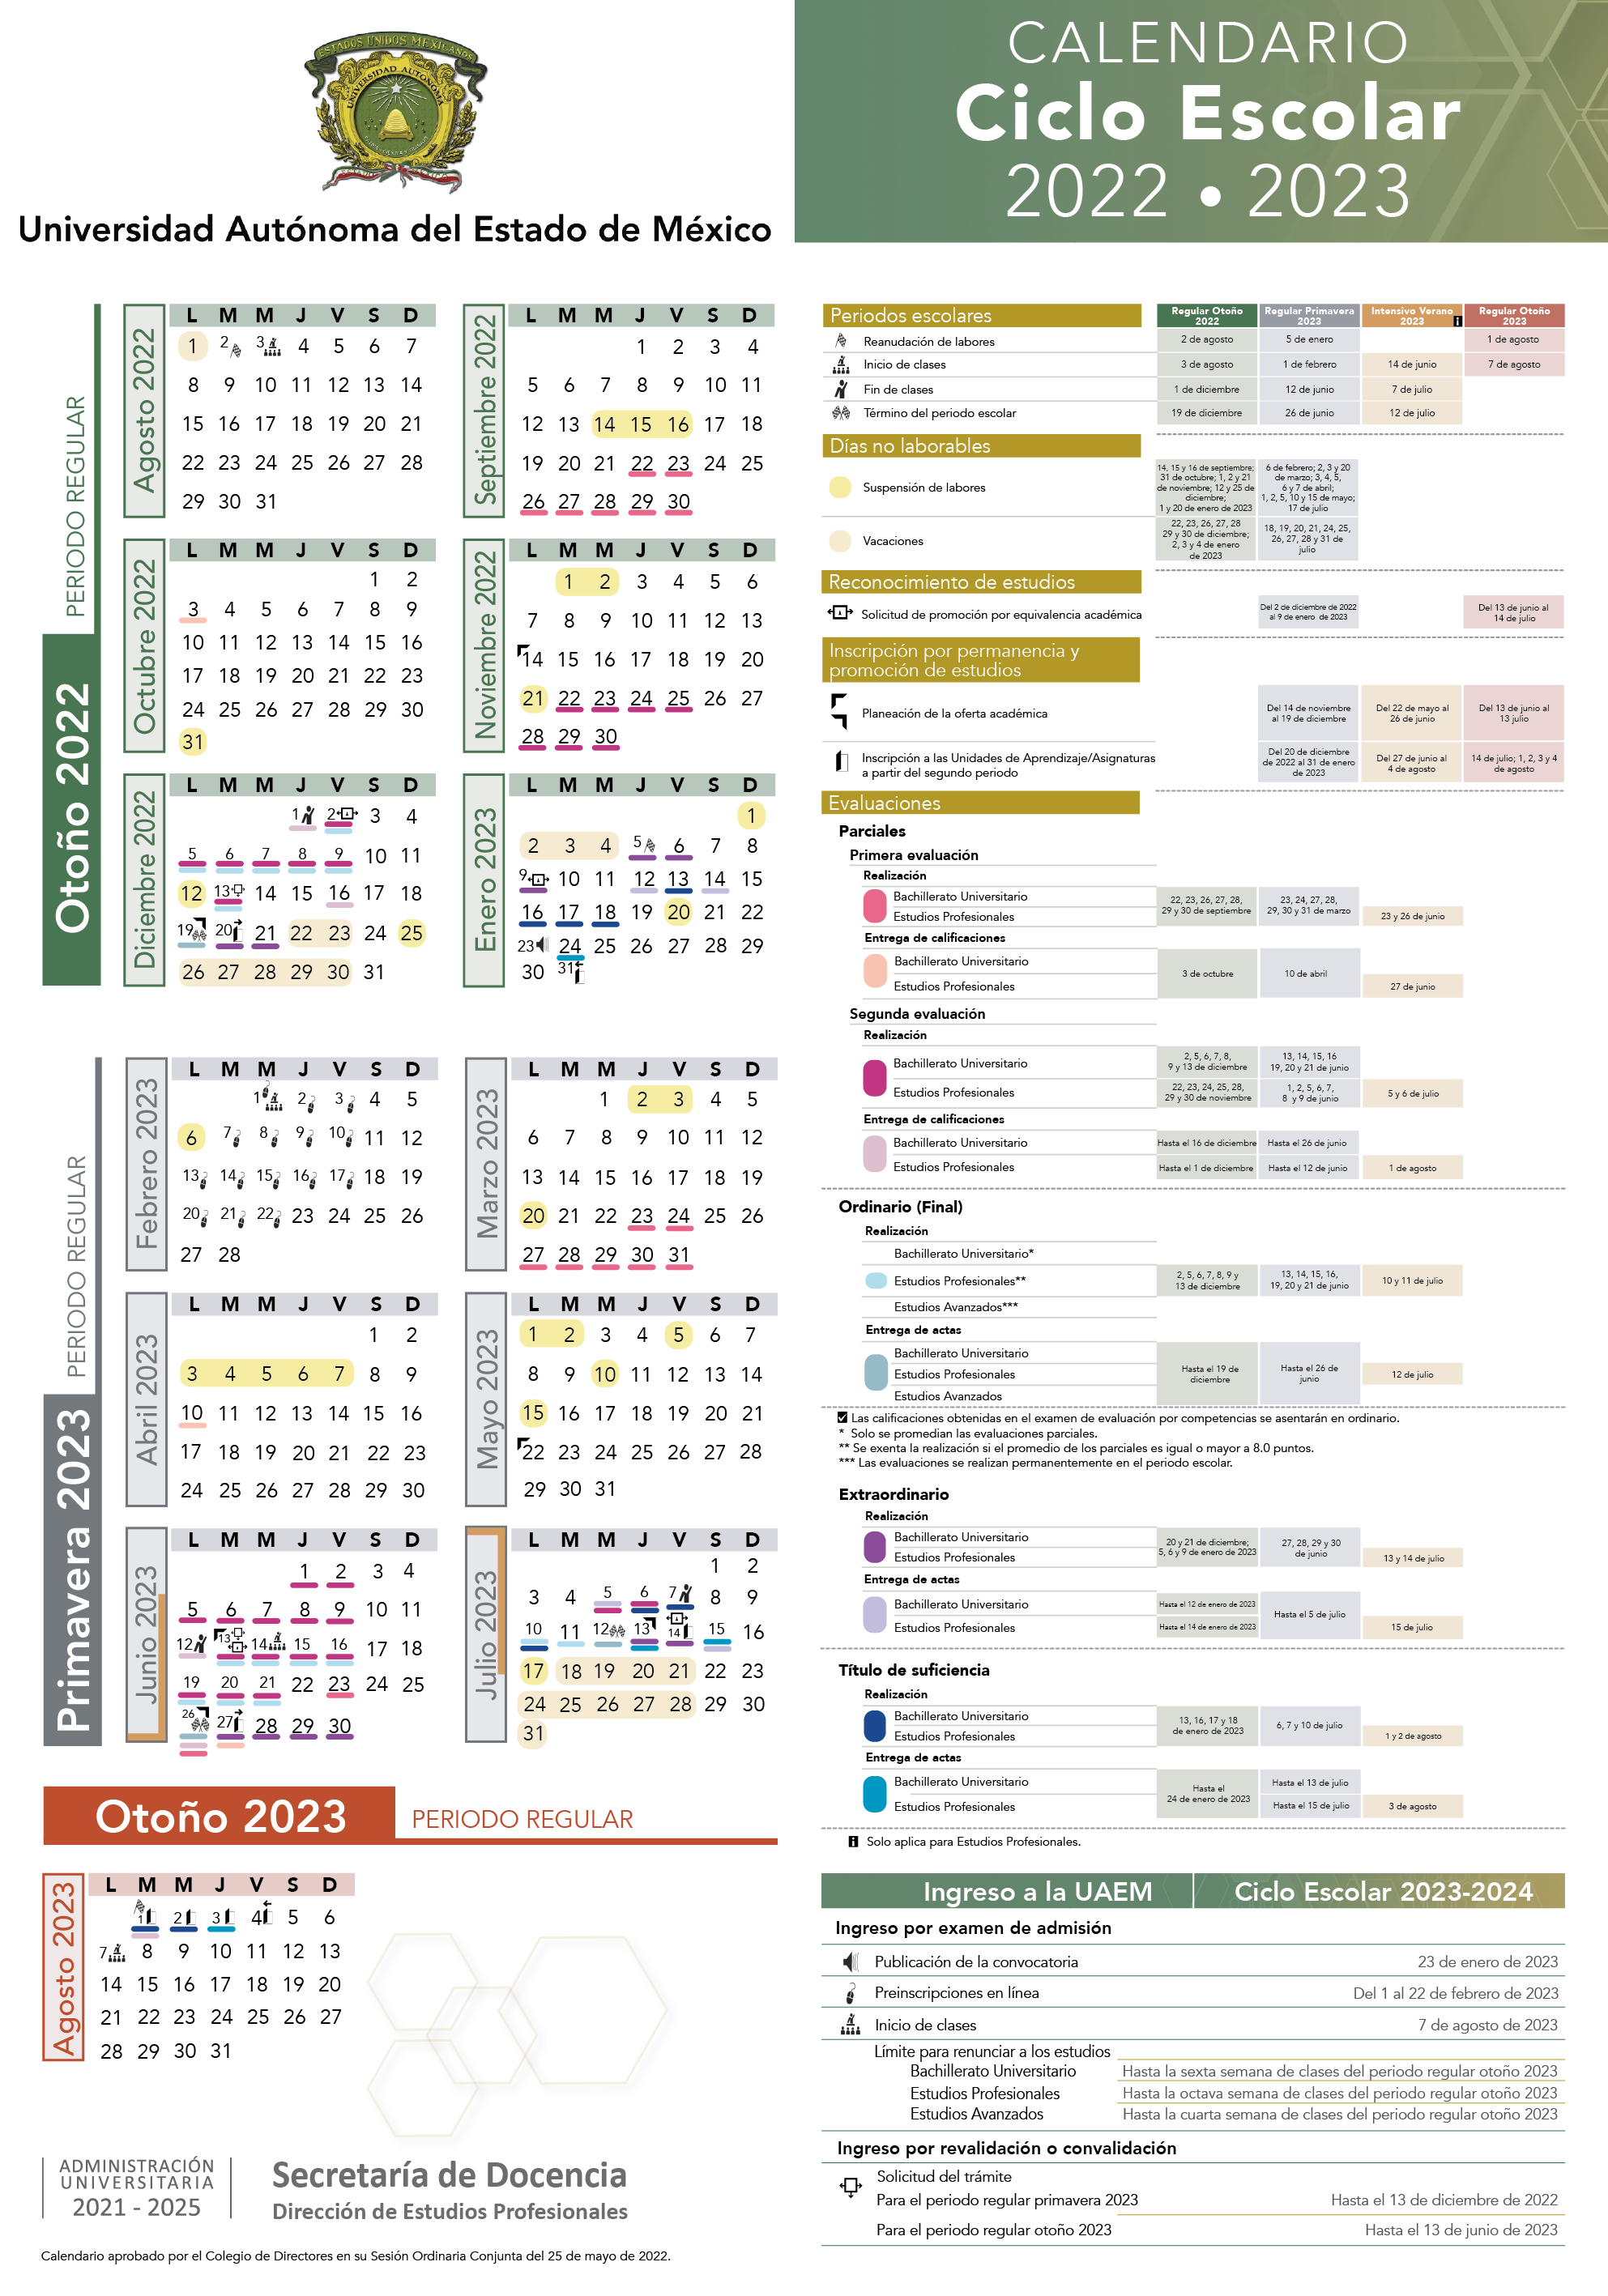 ESTADOS UNIDOS MEXICANOS
UNIVERSIDAD AUTONOMA
Universidad Autónoma del Estado de México
CALENDARIO
Ciclo Escolar
2022 • 2023
Otoño 2022
PERIODO REGULAR
Agosto 2022
L M M J V S D
1 2 3 4 5 6 7
8 9 10 11 12 13 14
15 16 17 18 19 20 21
22 23 24 25 26 27 28
29 30 31
Septiembre 2022
L M M J V S D
1 2 3 4
5 6 7 8 9 10 11
12 13 14 15 16 17 18
19 20 21 22 23 24 25
26 27 28 29 30
Octubre 2022
L M M J V S D
1 2
3 4 5 6 7 8 9
10 11 12 13 14 15 16
17 18 19 20 21 22 23
24 25 26 27 28 29 30
31
Noviembre 2022
L M M J V S D
1 2 3 4 5 6
7 8 9 10 11 12 13
14 15 16 17 18 19 20
21 22 23 24 25 26 27
28 29 30
Diciembre 2022
L M M J V S D
1 2 3 4
5 6 7 8 9 10 11
12 13 14 15 16 17 18
19 20 21 22 23 24 25
26 27 28 29 30 31
Enero 2023
L M M J V S D
1
2 3 4 5 6 7 8
9 10 11 12 13 14 15
16 17 18 19 20 21 22
23 24 25 26 27 28 29
30 31
Primavera 2023
PERIODO REGULAR
Febrero 2023
L M M J V S D
1 2 3 4 5
6 7 8 9 10 11 12
13 14 15 16 17 18 19
20 21 22 23 24 25 26
27 28
Marzo 2023
L M M J V S D
1 2 3 4 5
6 7 8 9 10 11 12
13 14 15 16 17 18 19
20 21 22 23 24 25 26
27 28 29 30 31
Abril 2023
L M M J V S D
1 2
3 4 5 6 7 8 9
10 11 12 13 14 15 16
17 18 19 20 21 22 23
24 25 26 27 28 29 30
Mayo 2023
L M M J V S D
1 2 3 4 5 6 7
8 9 10 11 12 13 14
15 16 17 18 19 20 21
22 23 24 25 26 27 28
29 30 31
Junio 2023
L M M J V S D
1 2 3 4
5 6 7 8 9 10 11
12 13 14 15 16 17 18
19 20 21 22 23 24 25
26 27 28 29 30
Julio 2023
L M M J V S D
1 2
3 4 5 6 7 8 9
10 11 12 13 14 15 16
17 18 19 20 21 22 23
24 25 26 27 28 29 30
31
Otoño 2023
PERIODO REGULAR
Agosto 2023
L M M J V S D
1 2 3 4 5 6
7 8 9 10 11 12 13
14 15 16 17 18 19 20
21 22 23 24 25 26 27
28 29 30 31
ADMINISTRACIÓN
UNIVERSITARIA
2021 - 2025
Secretaría de Docencia
Dirección de Estudios Profesionales
Calendario aprobado por el Colegio de Directores en su Sesión Ordinaria Conjunta del 25 de mayo de 2022.
Periodos escolares
Regular Otoño
2022
Regular Primavera
2023
Intensivo Verano
2023
i
Regular Otoño
2023
Reanudación de labores 2 de agosto 5 de enero 1 de agosto
Inicio de clases 3 de agosto 1 de febrero 14 de junio 7 de agosto
Fin de clases 1 de diciembre 12 de junio 7 de julio
Término del periodo escolar 19 de diciembre 26 de junio 12 de julio
Días no laborables
Suspensión de labores
14, 15 y 16 de septiembre;
31 de octubre; 1, 2 y 21
de noviembre; 12 y 25 de
diciembre;
1 y 20 de enero de 2023
6 de febrero; 2, 3 y 20
de marzo; 3, 4, 5,
6 y 7 de abril;
1, 2, 5, 10 y 15 de mayo;
17 de julio
Vacaciones
22, 23, 26, 27, 28
29 y 30 de diciembre;
2, 3 y 4 de enero
de 2023
18, 19, 20, 21, 24, 25,
26, 27, 28 y 31 de
julio
Reconocimiento de estudios
Solicitud de promoción por equivalencia académica
Del 2 de diciembre de 2022
al 9 de enero de 2023
Del 13 de junio al
14 de julio
Inscripción por permanencia y
promoción de estudios
Planeación de la oferta académica
Del 14 de noviembre
al 19 de diciembre
Del 22 de mayo al
26 de junio
Del 13 de junio al
13 julio
Inscripción a las Unidades de Aprendizaje/Asignaturas
a partir del segundo periodo
Del 20 de diciembre
de 2022 al 31 de enero
de 2023
Del 27 de junio al
4 de agosto
14 de julio; 1, 2, 3 y 4
de agosto
Evaluaciones
Parciales
Primera evaluación
Realización
Bachillerato Universitario
Estudios Profesionales
22, 23, 26, 27, 28,
29 y 30 de septiembre
23, 24, 27, 28,
29, 30 y 31 de marzo
23 y 26 de junio
Entrega de calificaciones
Bachillerato Universitario
Estudios Profesionales
3 de octubre
10 de abril
27 de junio
Segunda evaluación
Realización
Bachillerato Universitario
2, 5, 6, 7, 8,
9 y 13 de diciembre
13, 14, 15, 16
19, 20 y 21 de junio
Estudios Profesionales
22, 23, 24, 25, 28,
29 y 30 de noviembre
1, 2, 5, 6, 7,
8 y 9 de junio
5 y 6 de julio
Entrega de calificaciones
Bachillerato Universitario Hasta el 16 de diciembre Hasta el 26 de junio
Estudios Profesionales Hasta el 1 de diciembre Hasta el 12 de junio 1 de agosto
Ordinario (Final)
Realización
Bachillerato Universitario*
Estudios Profesionales**
2, 5, 6, 7, 8, 9 y
13 de diciembre
13, 14, 15, 16,
19, 20 y 21 de junio
10 y 11 de julio
Estudios Avanzados***
Entrega de actas
Bachillerato Universitario
Estudios Profesionales
Estudios Avanzados
Hasta el 19 de
diciembre
Hasta el 26 de
junio
12 de julio
Las calificaciones obtenidas en el examen de evaluación por competencias se asentarán en ordinario.
* Solo se promedian las evaluaciones parciales.
** Se exenta la realización si el promedio de los parciales es igual o mayor a 8.0 puntos.
*** Las evaluaciones se realizan permanentemente en el periodo escolar.
Extraordinario
Realización
Bachillerato Universitario
Estudios Profesionales
20 y 21 de diciembre;
5, 6 y 9 de enero de 2023
27, 28, 29 y 30
de junio
13 y 14 de julio
Entrega de actas
Bachillerato Universitario
Estudios Profesionales
Hasta el 12 de enero de 2023
Hasta el 14 de enero de 2023
Hasta el 5 de julio
15 de julio
Título de suficiencia
Realización
Bachillerato Universitario
Estudios Profesionales
13, 16, 17 y 18
de enero de 2023
6, 7 y 10 de julio
1 y 2 de agosto
Entrega de actas
Bachillerato Universitario
Estudios Profesionales
Hasta el
24 de enero de 2023
Hasta el 13 de julio
Hasta el 15 de julio
3 de agosto
i Solo aplica para Estudios Profesionales.
Ingreso a la UAEM
Ciclo Escolar 2023-2024
Ingreso por examen de admisión
Publicación de la convocatoria 23 de enero de 2023
Preinscripciones en línea Del 1 al 22 de febrero de 2023
Inicio de clases 7 de agosto de 2023
Límite para renunciar a los estudios
Bachillerato Universitario Hasta la sexta semana de clases del periodo regular otoño 2023
Estudios Profesionales Hasta la octava semana de clases del periodo regular otoño 2023
Estudios Avanzados Hasta la cuarta semana de clases del periodo regular otoño 2023
Ingreso por revalidación o convalidación
Solicitud del trámite
Para el periodo regular primavera 2023 Hasta el 13 de diciembre de 2022
Para el periodo regular otoño 2023 Hasta el 13 de junio de 2023